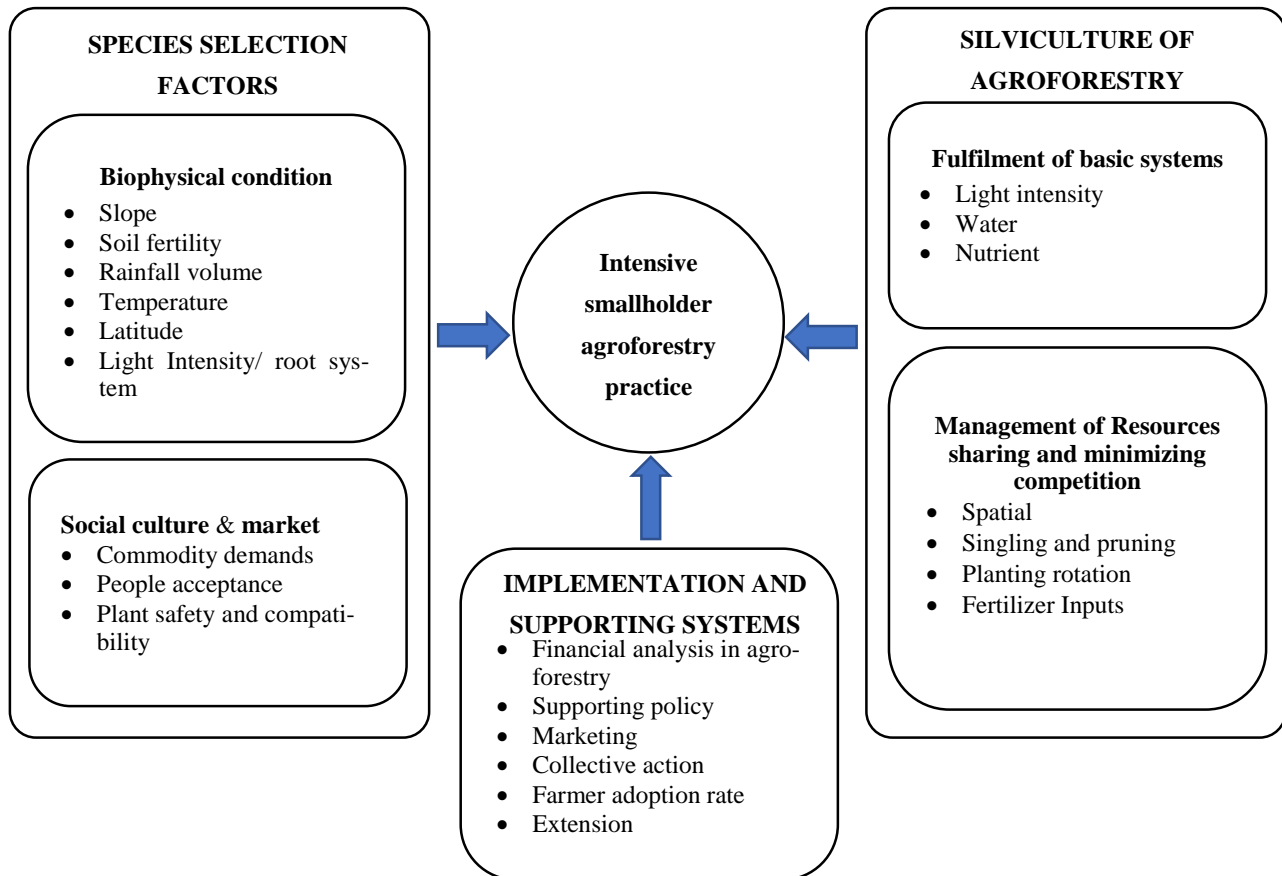 SPECIES SELECTION
FACTORS
Biophysical condition
• Slope
• Soil fertility
• Rainfall volume
• Temperature
• Latitude
• Light Intensity/ root sys-
tem
Social culture & market
• Commodity demands
• People acceptance
• Plant safety and compati-
bility
Intensive
smallholder
agroforestry
practice
IMPLEMENTATION AND
SUPPORTING SYSTEMS
• Financial analysis in agro-
forestry
• Supporting policy
• Marketing
• Collective action
• Farmer adoption rate
• Extension
SILVICULTURE OF
AGROFORESTRY
Fulfilment of basic systems
• Light intensity
• Water
• Nutrient
Management of Resources
sharing and minimizing
competition
• Spatial
• Singling and pruning
• Planting rotation
• Fertilizer Inputs